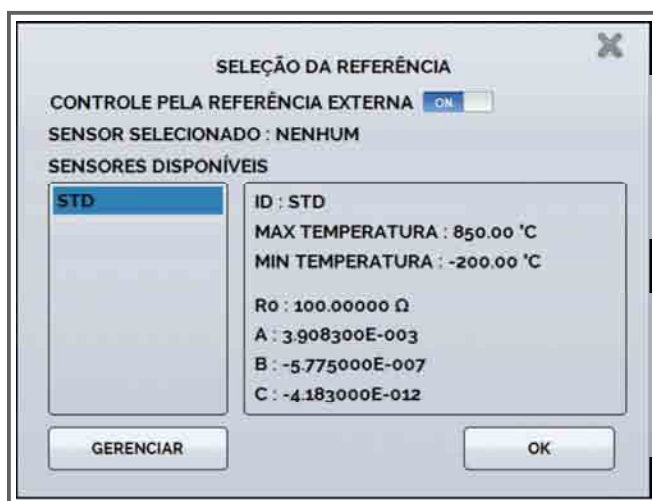 SELEÇÃO DA REFERÊNCIA
CONTROLE PELA REFERÊNCIA EXTERNA ON
SENSOR SELECIONADO : NENHUM
SENSORES DISPONÍVEIS
STD
ID : STD
MAX TEMPERATURA : 850.00 °C
MIN TEMPERATURA : -200.00 °C
R0 : 100.00000 Ω
A : 3.908300E-003
B : -5.775000E-007
C : -4.183000E-012
GERENCIAR
OK